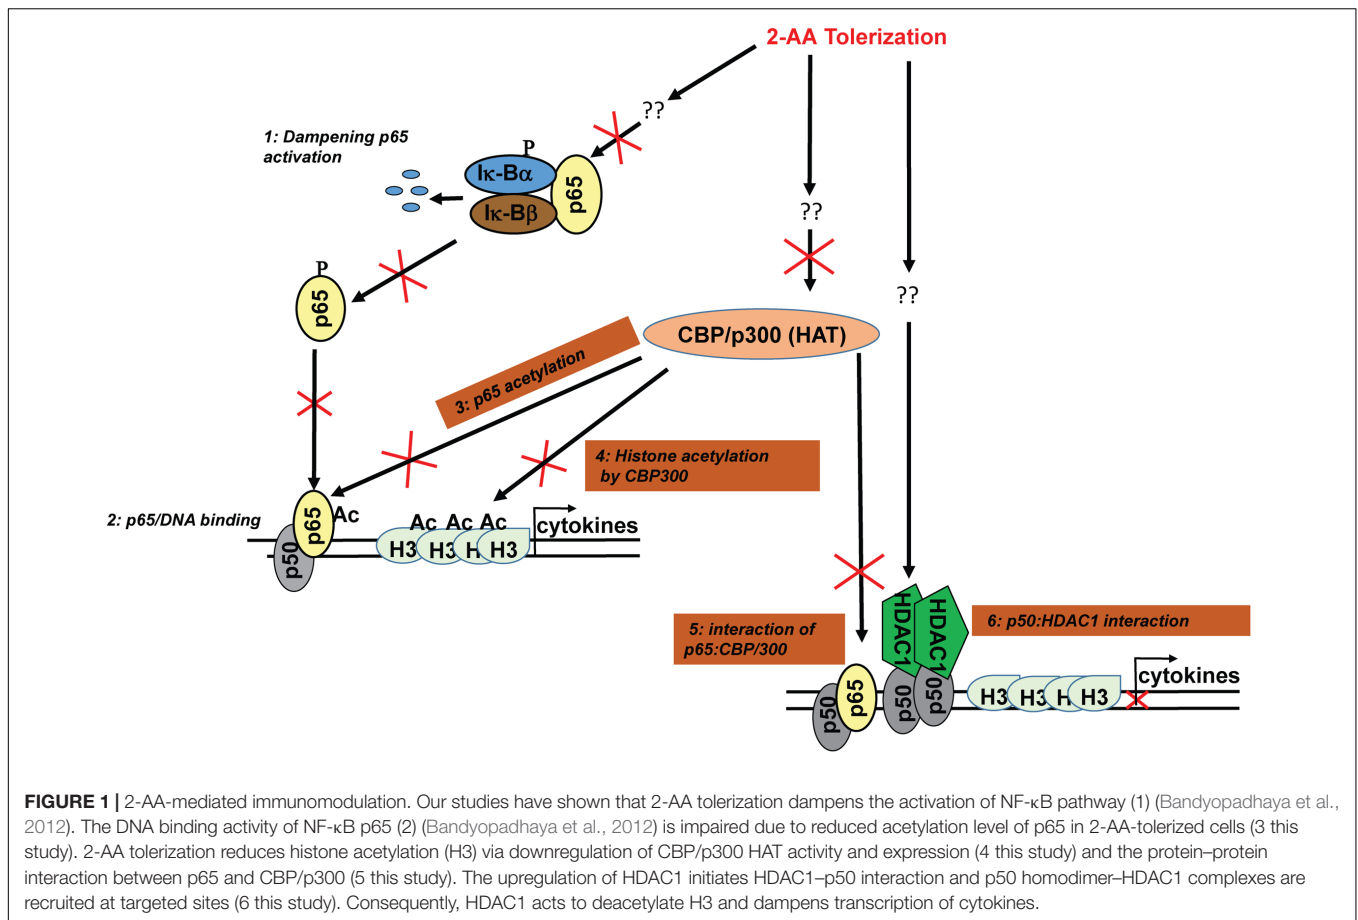 2-AA Tolerization
??
1: Dampening p65
activation
P
Iκ-Bα
p65
Iκ-Bβ
??
P
p65
??
CBP/p300 (HAT)
3: p65 acetylation
4: Histone acetylation
by CBP300
2: p65/DNA binding
p65
Ac
p50
Ac Ac Ac
H3 H3 H H3
cytokines
HDAC1
HDAC1
5: interaction of
p65:CBP/300
6: p50:HDAC1 interaction
p50
p65
p50
p50
H3 H3 H H3
cytokines
FIGURE 1 | 2-AA-mediated immunomodulation. Our studies have shown that 2-AA tolerization dampens the activation of NF-κB pathway (1) (Bandyopadhaya et al.,
2012). The DNA binding activity of NF-κB p65 (2) (Bandyopadhaya et al., 2012) is impaired due to reduced acetylation level of p65 in 2-AA-tolerized cells (3 this
study). 2-AA tolerization reduces histone acetylation (H3) via downregulation of CBP/p300 HAT activity and expression (4 this study) and the protein–protein
interaction between p65 and CBP/p300 (5 this study). The upregulation of HDAC1 initiates HDAC1–p50 interaction and p50 homodimer–HDAC1 complexes are
recruited at targeted sites (6 this study). Consequently, HDAC1 acts to deacetylate H3 and dampens transcription of cytokines.